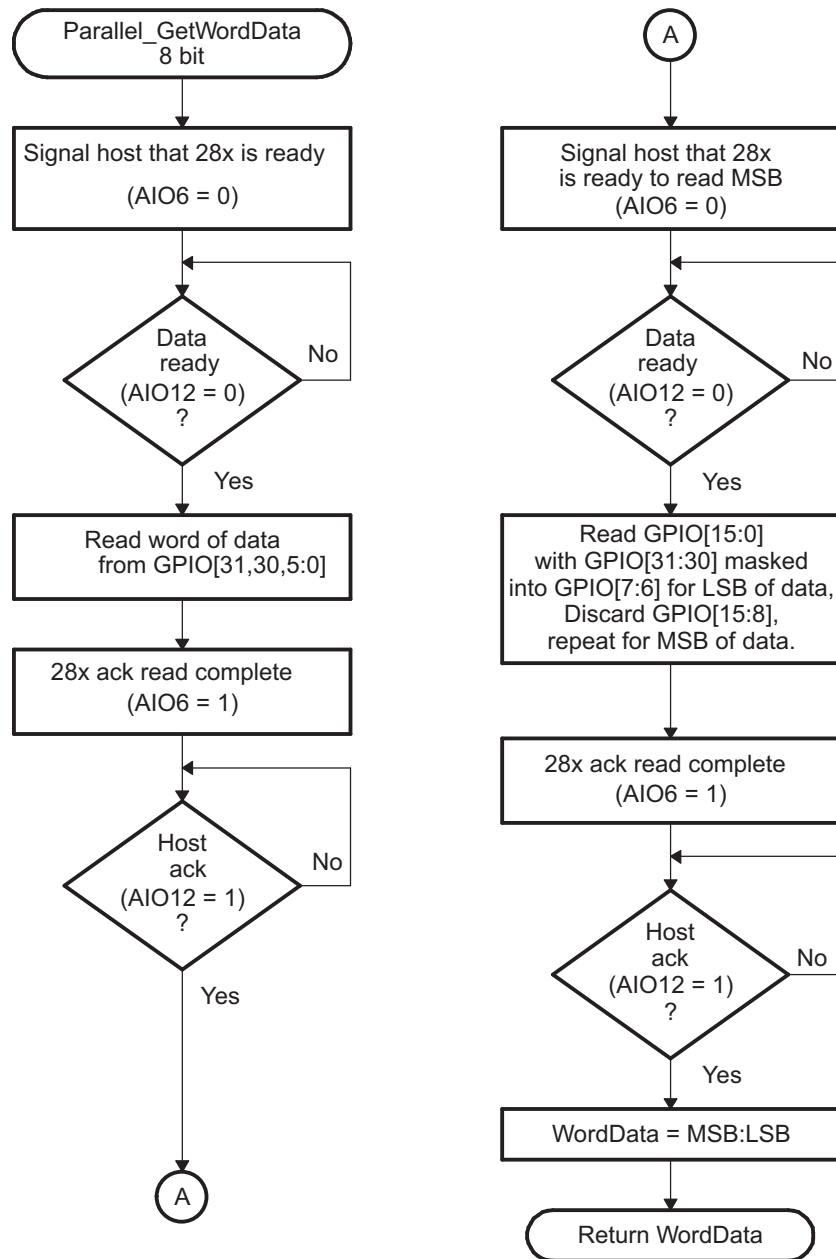 Parallel_GetWordData
8 bit
Signal host that 28x is ready
(AIO6 = 0)
Data
ready
(AIO12 = 0)
?
No
Yes
Read word of data
from GPIO[31,30,5:0]
28x ack read complete
(AIO6 = 1)
Host
ack
(AIO12 = 1)
?
No
Yes
A
A
Signal host that 28x
is ready to read MSB
(AIO6 = 0)
Data
ready
(AIO12 = 0)
?
No
Yes
Read GPIO[15:0]
with GPIO[31:30] masked
into GPIO[7:6] for LSB of data,
Discard GPIO[15:8],
repeat for MSB of data.
28x ack read complete
(AIO6 = 1)
Host
ack
(AIO12 = 1)
?
No
Yes
WordData = MSB:LSB
Return WordData